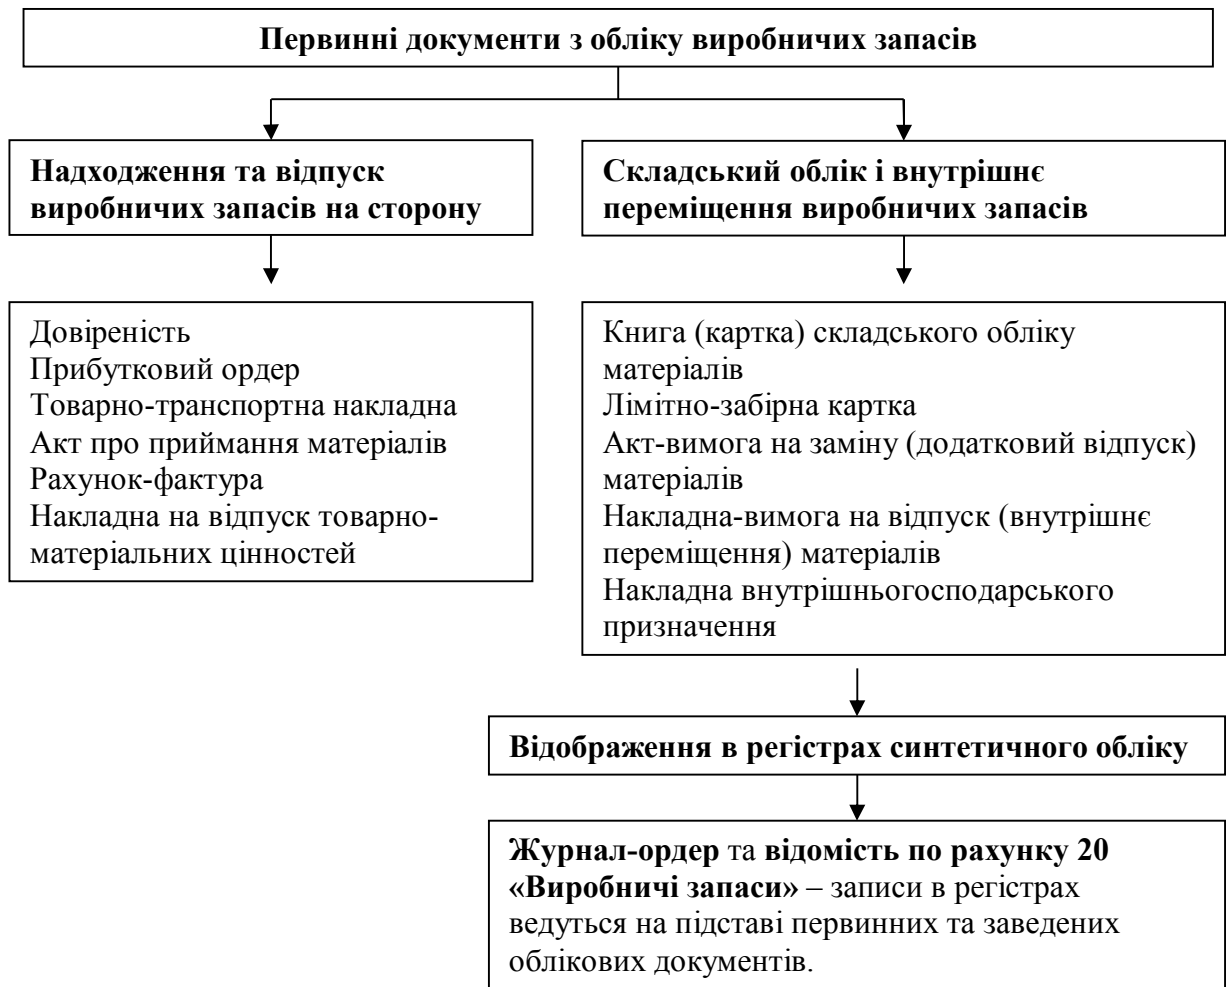 Первинні документи з обліку виробничих запасів
Надходження та відпуск
виробничих запасів на сторону
Складський облік і внутрішнє
переміщення виробничих запасів
Довіреність
Прибутковий ордер
Товарно-транспортна накладна
Акт про приймання матеріалів
Рахунок-фактура
Накладна на відпуск товарно-
матеріальних цінностей
Книга (картка) складського обліку
матеріалів
Лімітно-забірна картка
Акт-вимога на заміну (додатковий відпуск)
матеріалів
Накладна-вимога на відпуск (внутрішнє
переміщення) матеріалів
Накладна внутрішньогосподарського
призначення
Відображення в регістрах синтетичного обліку
Журнал-ордер та відомість по рахунку 20
«Виробничі запаси» – записи в регістрах
ведуться на підставі первинних та заведених
облікових документів.